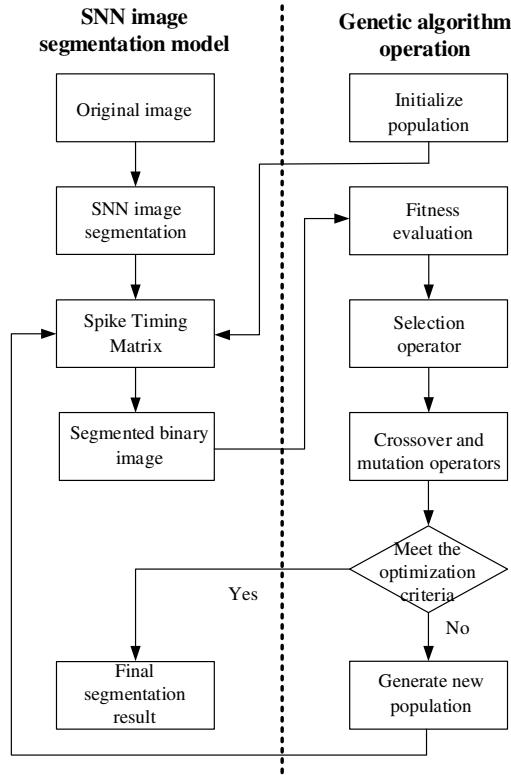 SNN image
segmentation model
Genetic algorithm
operation
Original image
Initialize
population
SNN image
segmentation
Fitness
evaluation
Spike Timing
Matrix
Selection
operator
Segmented binary
image
Crossover and
mutation operators
Meet the
optimization
criteria
Yes
No
Final
segmentation
result
Generate new
population